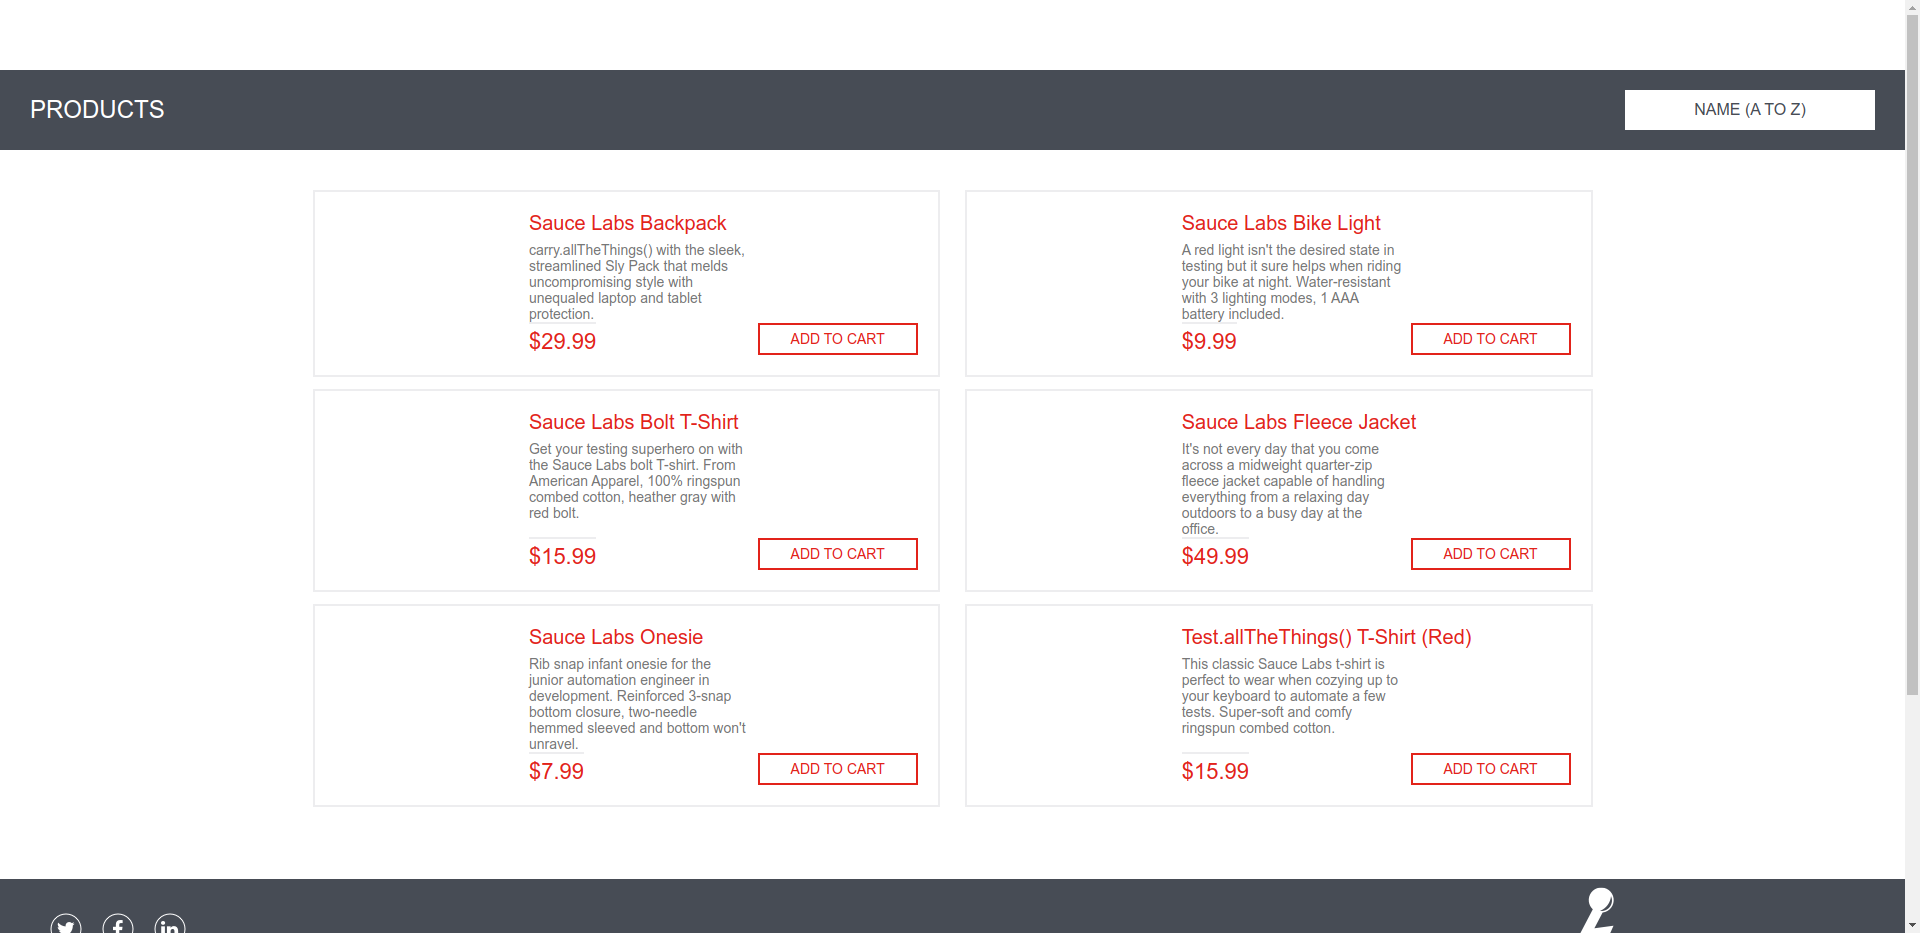 PRODUCTS
NAME (A TO Z)
Sauce Labs Backpack
carry.allTheThings() with the sleek,
streamlined Sly Pack that melds
uncompromising style with
unequaled laptop and tablet
protection.
$29.99
ADD TO CART
Sauce Labs Bike Light
A red light isn't the desired state in
testing but it sure helps when riding
your bike at night. Water-resistant
with 3 lighting modes, 1 AAA
battery included.
$9.99
ADD TO CART
Sauce Labs Bolt T-Shirt
Get your testing superhero on with
the Sauce Labs bolt T-shirt. From
American Apparel, 100% ringspun
combed cotton, heather gray with
red bolt.
$15.99
ADD TO CART
Sauce Labs Fleece Jacket
It's not every day that you come
across a midweight quarter-zip
fleece jacket capable of handling
everything from a relaxing day
outdoors to a busy day at the
office.
$49.99
ADD TO CART
Sauce Labs Onesie
Rib snap infant onesie for the
junior automation engineer in
development. Reinforced 3-snap
bottom closure, two-needle
hemmed sleeved and bottom won't
unravel.
$7.99
ADD TO CART
Test.allTheThings() T-Shirt (Red)
This classic Sauce Labs t-shirt is
perfect to wear when cozying up to
your keyboard to automate a few
tests. Super-soft and comfy
ringspun combed cotton.
$15.99
ADD TO CART